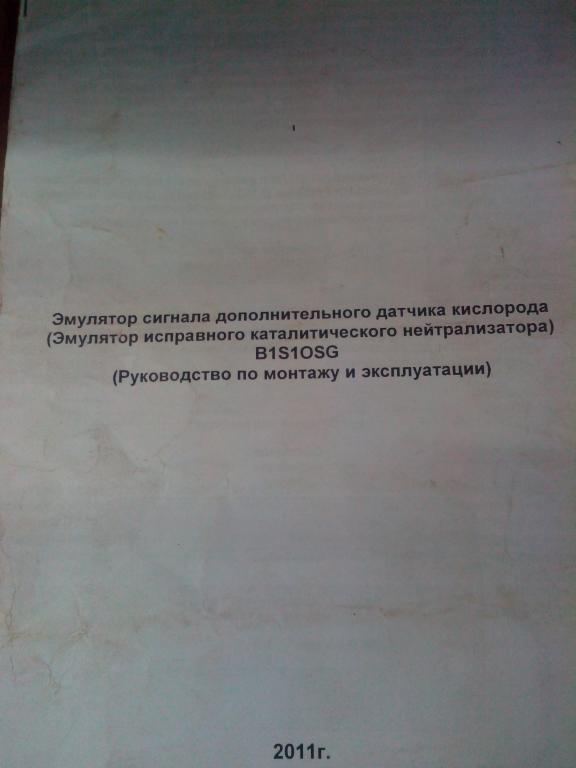 Эмулятор сигнала дополнительного датчика кислорода
(Эмулятор исправного каталитического нейтрализатора)
B1S1OSG
(Руководство по монтажу и эксплуатации)
2011г.